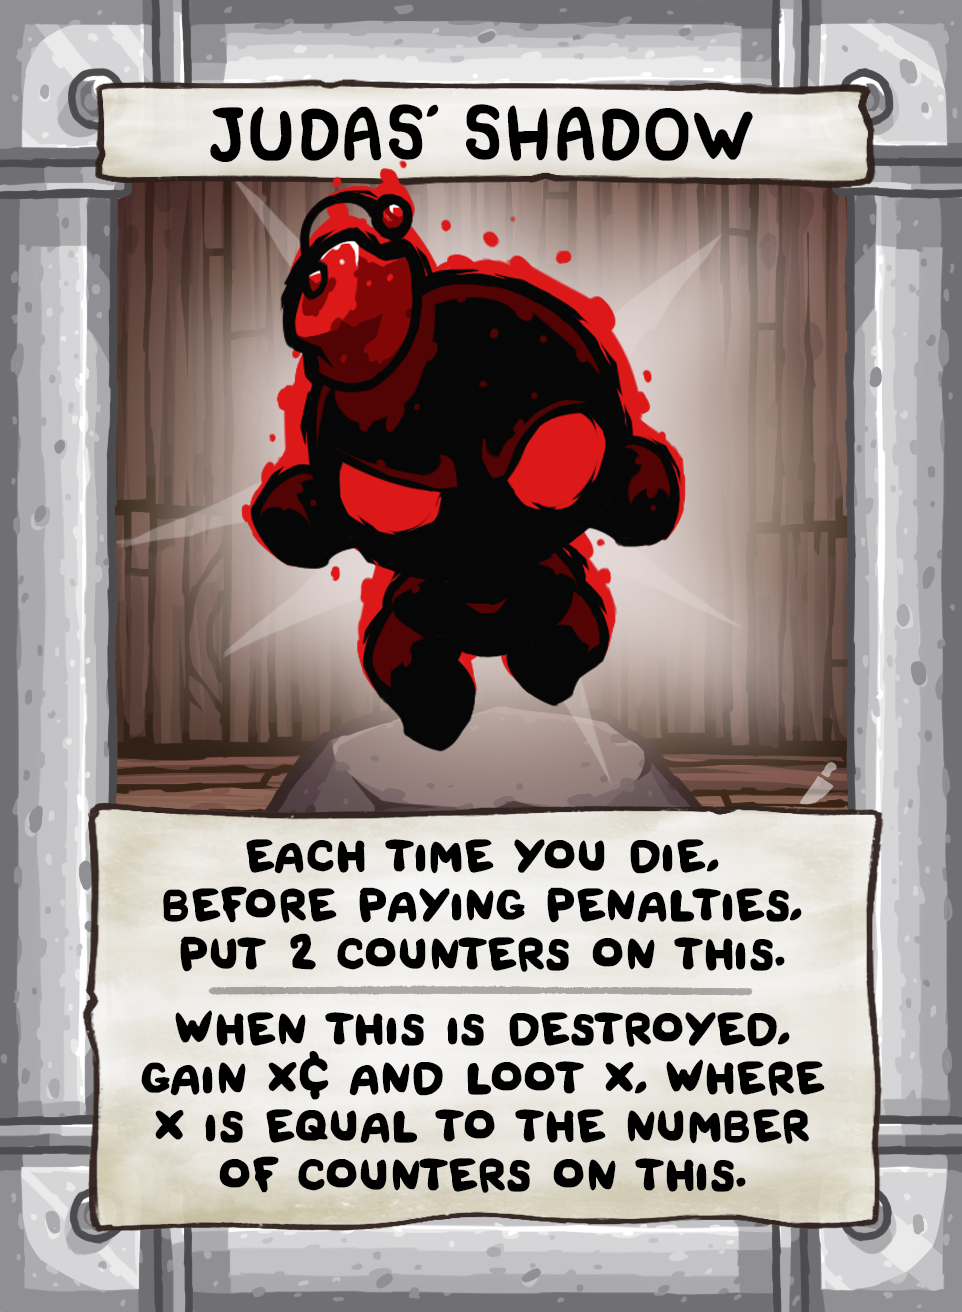 JUDAS' SHADOW
EACH TIME YOU DIE,
BEFORE PAYING PENALTIES,
PUT 2 COUNTERS ON THIS.
WHEN THIS IS DESTROYED,
GAIN X¢ AND LOOT X, WHERE
X IS EQUAL TO THE NUMBER
OF COUNTERS ON THIS.